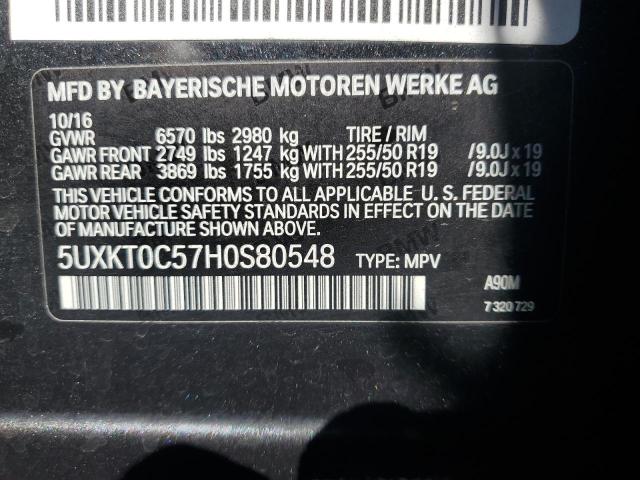 MFD BY BAYERISCHE MOTOREN WERKE AG
10/16
GVWR 6570 lbs 2980 kg TIRE / RIM
GAWR FRONT 2749 lbs 1247 kg WITH 255/50 R19 /9.0J x 19
GAWR REAR 3869 lbs 1755 kg WITH 255/50 R19 /9.0J x 19
THIS VEHICLE CONFORMS TO ALL APPLICABLE U. S. FEDERAL
MOTOR VEHICLE SAFETY STANDARDS IN EFFECT ON THE DATE
OF MANUFACTURE SHOWN ABOVE.
5UXKT0C57H0S80548 TYPE: MPV
A90M
7320729